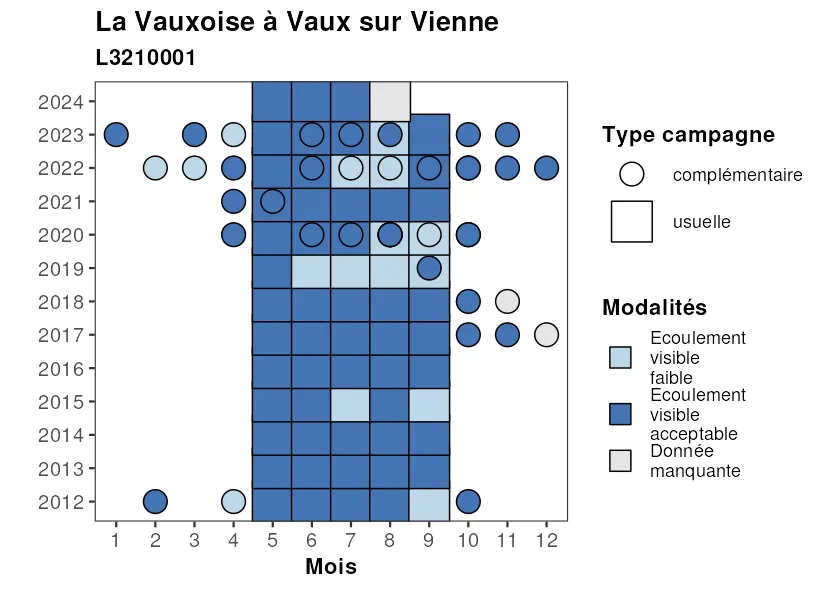 La Vauxoise à Vaux sur Vienne
L3210001
2024
2023
2022
2021
2020
2019
2018
2017
2016
2015
2014
2013
2012
1 2 3 4 5 6 7 8 9 10 11 12
Mois
Type campagne
complémentaire
usuelle
Modalités
Ecoulement
visible
faible
Ecoulement
visible
acceptable
Donnée
manquante